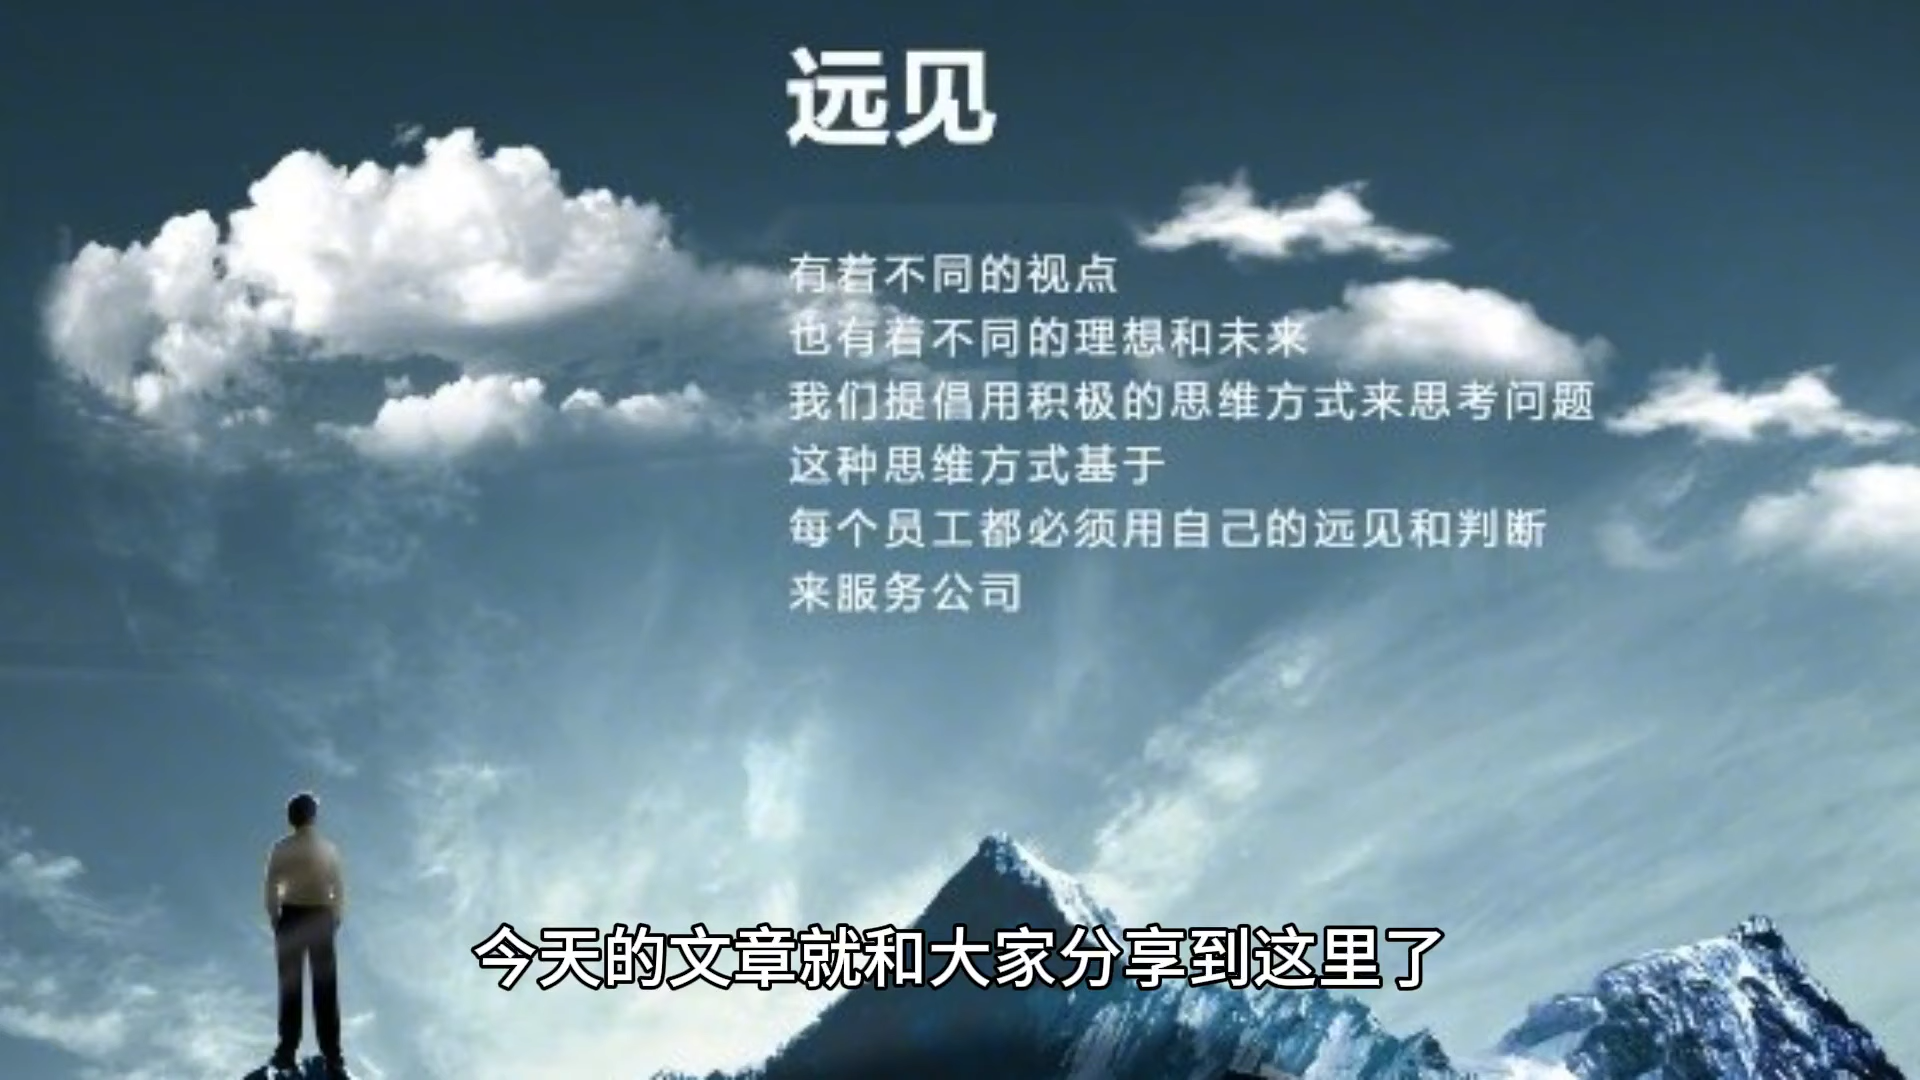 远见
有着不同的视点
也有着不同的理想和未来
我们提倡用积极的思维方式来思考问题
这种思维方式基于
每个员工都必须用自己的远见和判断
来服务公司
今天的文章就和大家分享到这里了